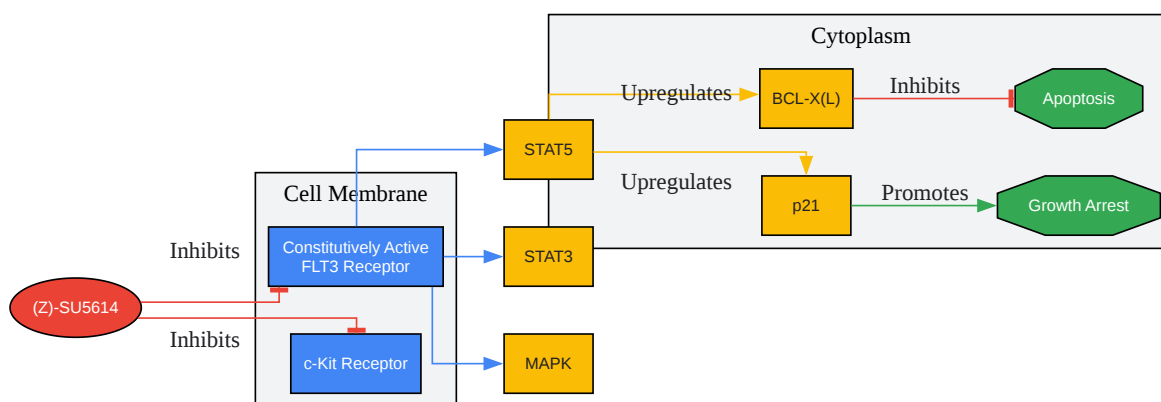 Cytoplasm
Upregulates
BCL-X(L)
Inhibits
Apoptosis
STAT5
Upregulates
p21
Promotes
Growth Arrest
Cell Membrane
Inhibits
Constitutively Active
FLT3 Receptor
STAT3
(Z)-SU5614
Inhibits
c-Kit Receptor
MAPK